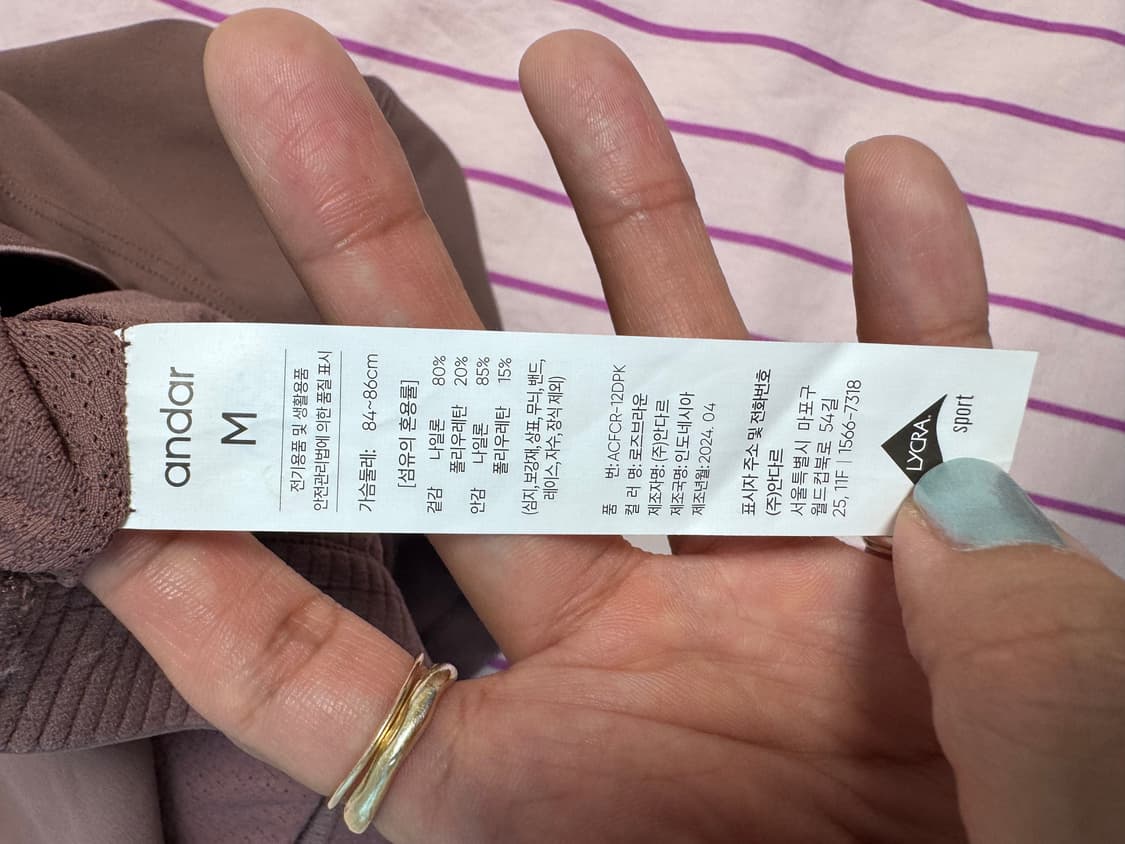 andar
M
전기용품 및 생활용품
안전관리법에 의한 품질 표시
가슴둘레: 84~86cm
[섬유의 혼용률]
겉감 나일론 80%
폴리우레탄 20%
안감 나일론 85%
폴리우레탄 15%
(심지, 보강재, 상표, 무늬, 밴드,
레이스, 자수, 장식 제외)
품 번: ACFCR-12DPK
컬 러 명: 로즈브라운
제조자명: (주)안다르
제조국명: 인도네시아
제조년월: 2024. 04
표시자 주소 및 전화번호
(주)안다르
서울특별시 마포구
월드컵북로 54길
25, 11F | 1566-7318
LYCRA.
sport